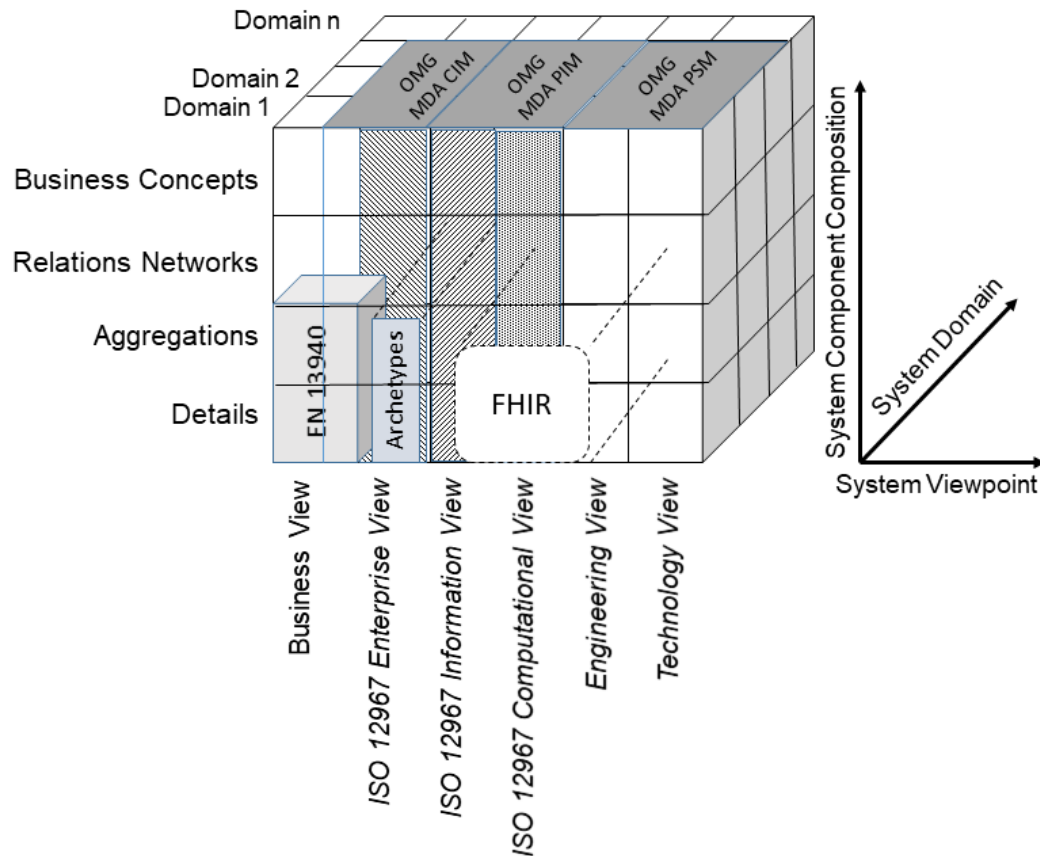 Domain n
Domain 2
Domain 1
OMG
MDA CIM
OMG
MDA PIM
OMG
MDA PSM
Business Concepts
Relations Networks
Aggregations
Details
EN 13940
Archetypes
FHIR
Business View
ISO 12967 Enterprise View
ISO 12967 Information View
ISO 12967 Computational View
Engineering View
Technology View
System Component Composition
System Domain
System Viewpoint